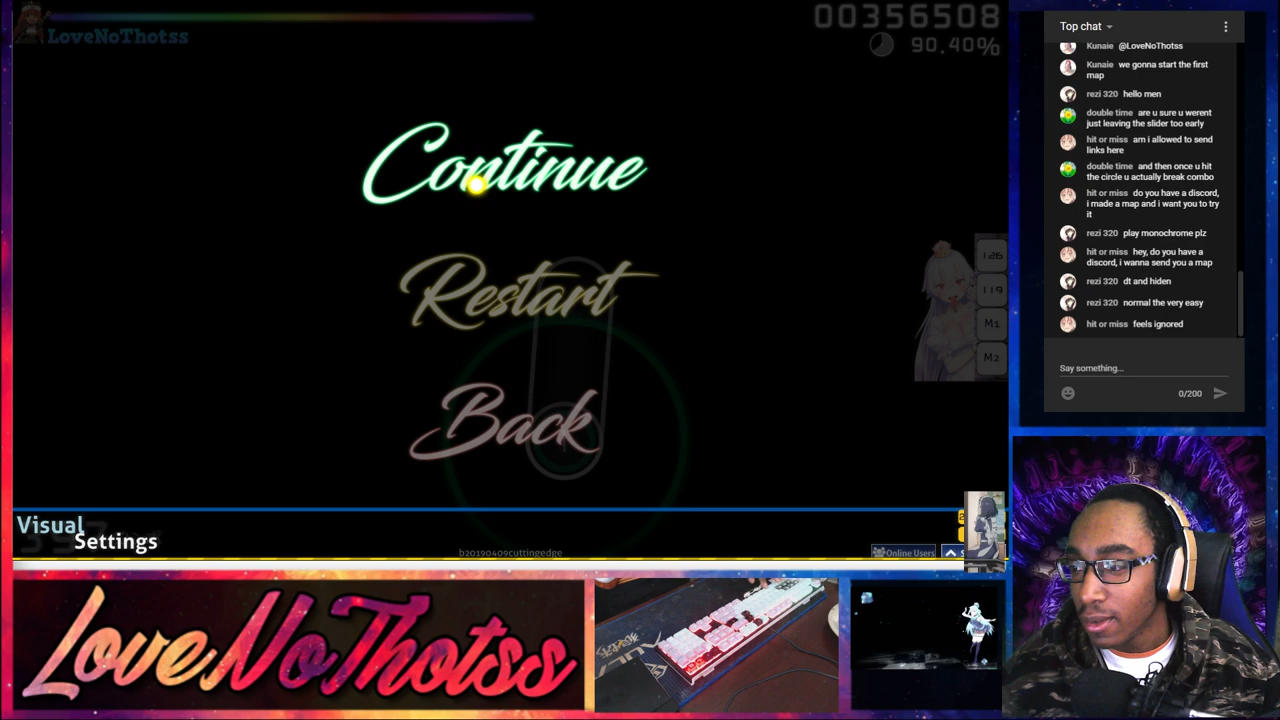 LoveNoThotss
00356508
90.40%
Continue
Restart
Back
126
119
M1
M2
Visual
Settings
b20190409cuttingedge
Online Users
LoveNoThotss
Top chat
Kunaie @LoveNoThotss
Kunaie we gonna start the first
map
rezi 320 hello men
double time are u sure u werent
just leaving the slider too early
hit or miss am i allowed to send
links here
double time and then once u hit
the circle u actually break combo
hit or miss do you have a discord,
i made a map and i want you to try
it
rezi 320 play monochrome plz
hit or miss hey, do you have a
discord, i wanna send you a map
rezi 320 dt and hiden
rezi 320 normal the very easy
hit or miss feels ignored
Say something...
0/200